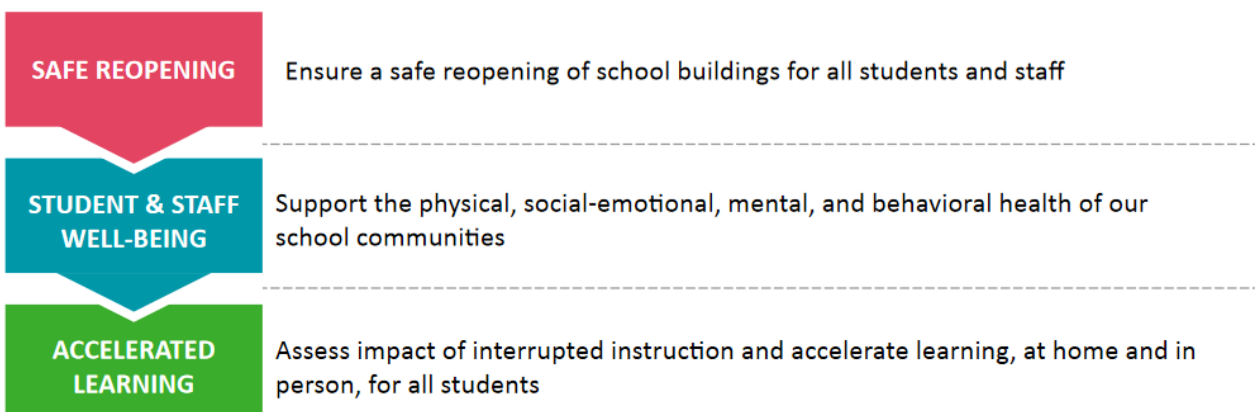 SAFE REOPENING
Ensure a safe reopening of school buildings for all students and staff
STUDENT & STAFF
WELL-BEING
Support the physical, social-emotional, mental, and behavioral health of our
school communities
ACCELERATED
LEARNING
Assess impact of interrupted instruction and accelerate learning, at home and in
person, for all students